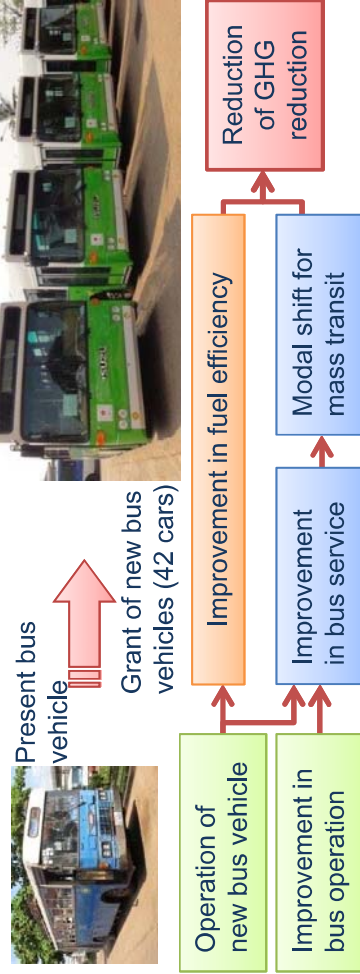 Present bus
vehicle
Grant of new bus
vehicles (42 cars)
ISUZU
Operation of
new bus vehicle
Improvement in
bus operation
Improvement in fuel efficiency
Improvement
in bus service
Modal shift for
mass transit
Reduction
of GHG
reduction